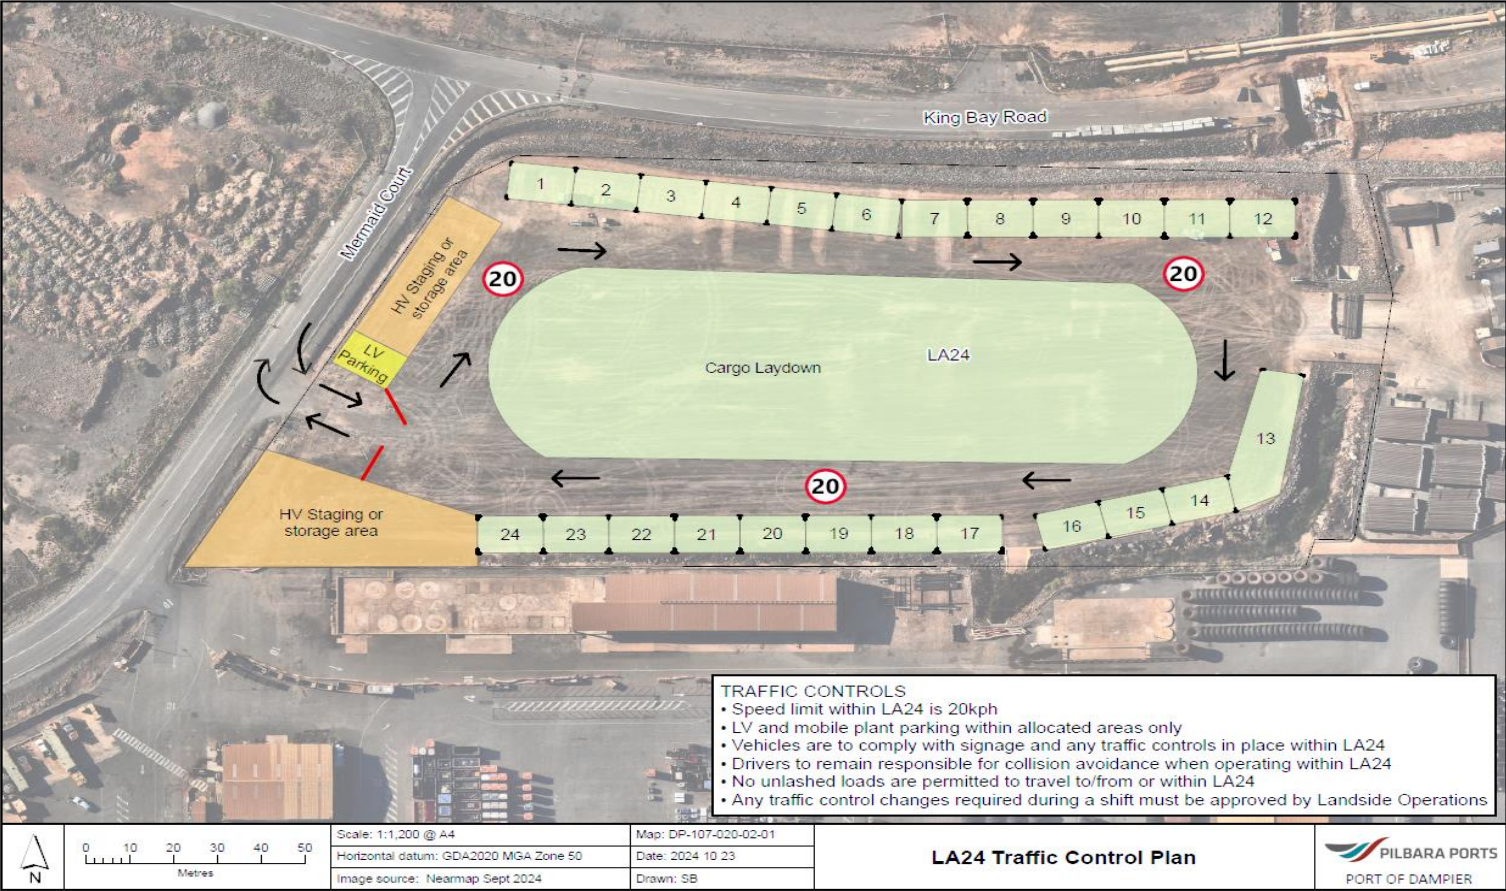 King Bay Road
Mermaid Court
1 2 3 4 5 6 7 8 9 10 11 12
HV Staging or
storage area
20
20
LV
Parking
Cargo Laydown
LA24
13
14
15
16
20
HV Staging or
storage area
24 23 22 21 20 19 18 17
TRAFFIC CONTROLS
• Speed limit within LA24 is 20kph
• LV and mobile plant parking within allocated areas only
• Vehicles are to comply with signage and any traffic controls in place within LA24
• Drivers to remain responsible for collision avoidance when operating within LA24
• No unlashed loads are permitted to travel to/from or within LA24
• Any traffic control changes required during a shift must be approved by Landside Operations
N
0 10 20 30 40 50
Metres
Scale: 1:1,200 @ A4
Horizontal datum: GDA2020 MGA Zone 50
Image source: Nearmap Sept 2024
Map: DP-107-020-02-01
Date: 2024 10 23
Drawn: SB
LA24 Traffic Control Plan
PILBARA PORTS
PORT OF DAMPIER